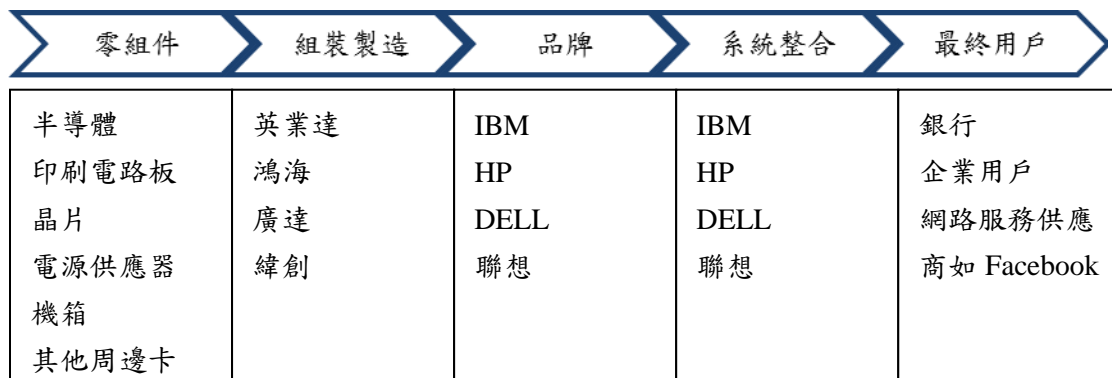 零組件
組裝製造
品牌
系統整合
最終用戶
半導體
印刷電路板
晶片
電源供應器
機箱
其他周邊卡
英業達
鴻海
廣達
緯創
IBM
HP
DELL
聯想
IBM
HP
DELL
聯想
銀行
企業用戶
網路服務供應
商如 Facebook